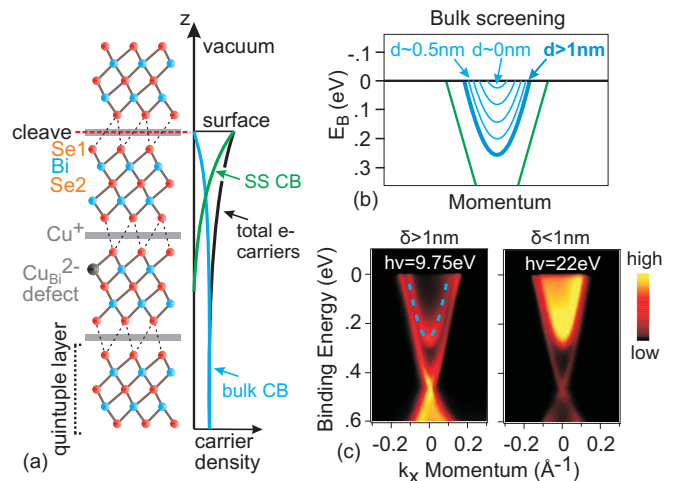 z
vacuum
cleave
surface
Se1
Bi
Se2
SS CB
total e-
carriers
Cu+
CuBi2-
defect
quintuple layer
bulk CB
(a)
carrier
density
Bulk screening
d~0.5nm
d~0nm
d>1nm
-.1
0
.1
.2
.3
EB (eV)
(b)
Momentum
δ>1nm
δ<1nm
hν=9.75eV
hν=22eV
high
low
Binding Energy (eV)
0
.2
.4
.6
-0.2
0
0.2
-0.2
0
0.2
(c)
kx Momentum (Å-1)